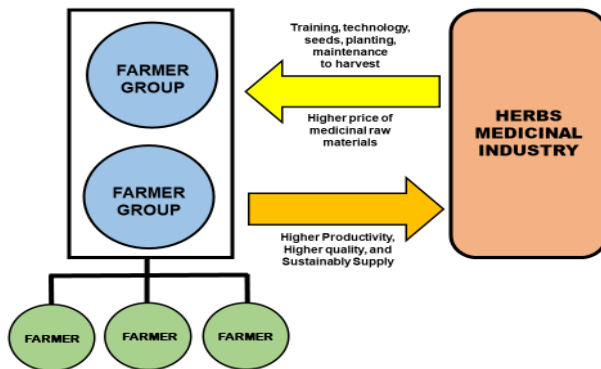 FARMER
GROUP
FARMER
GROUP
Training, technology,
seeds, planting,
maintenance
to harvest
Higher price of
medicinal raw
materials
Higher Productivity,
Higher quality, and
Sustainably Supply
HERBS
MEDICINAL
INDUSTRY
FARMER
FARMER
FARMER